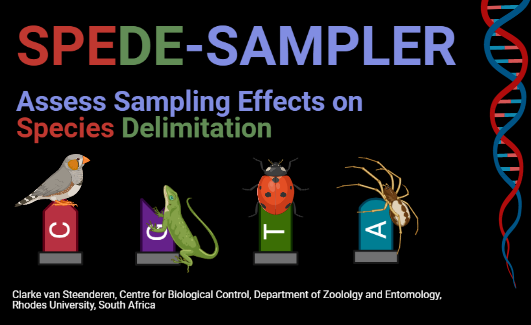 SPEDE-SAMPLER
Assess Sampling Effects on
Species Delimitation
C G T A
Clarke van Steenderen, Centre for Biological Control, Department of Zoololgy and Entomology,
Rhodes University, South Africa